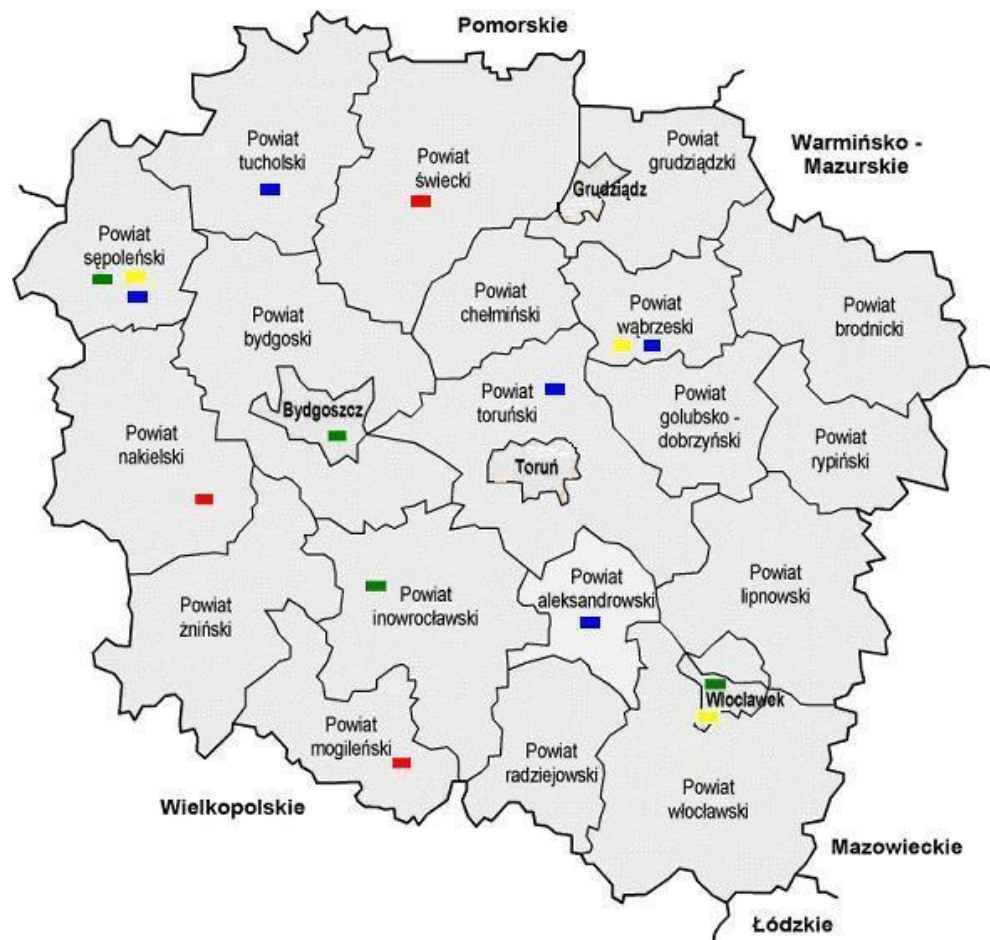 Pomorskie
Powiat
tucholski
Powiat
świecki
Powiat
grudziądzki
Warmińsko -
Mazurskie
Grudziądz
Powiat
sępoleński
Powiat
bydgoski
Powiat
chełmiński
Powiat
wąbrzeski
Powiat
brodnicki
Bydgoszcz
Powiat
toruński
Powiat
golubsko -
dobrzyński
Powiat
rypiński
Powiat
nakielski
Toruń
Powiat
żniński
Powiat
inowrocławski
Powiat
aleksandrowski
Powiat
lipnowski
Włocławek
Powiat
mogileński
Powiat
radziejowski
Powiat
włocławski
Wielkopolskie
Mazowieckie
Łódzkie